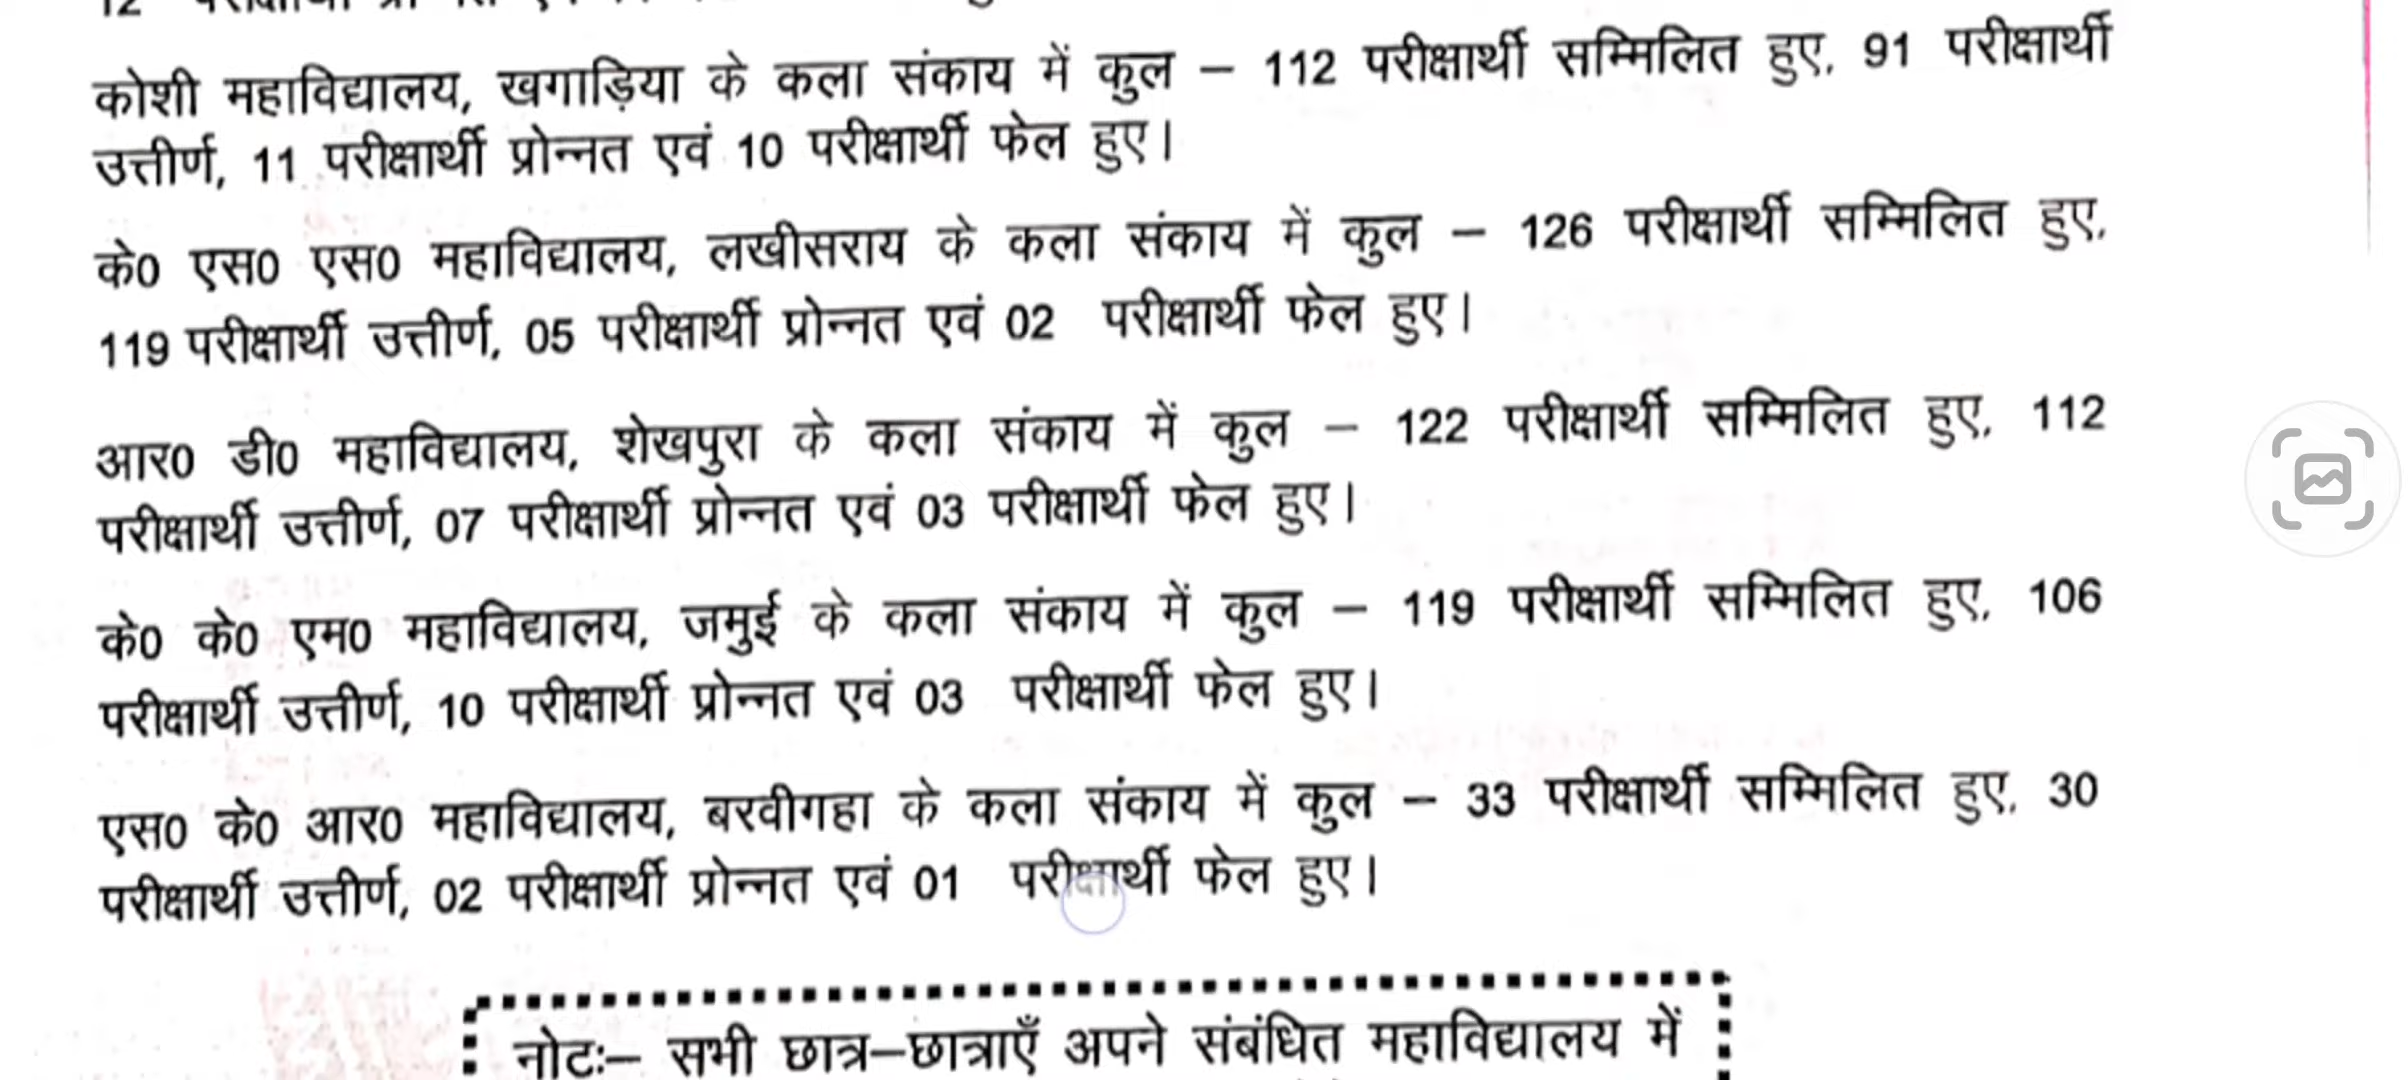 12
कोशी महाविद्यालय, खगाड़िया के कला संकाय में कुल – 112 परीक्षार्थी सम्मिलित हुए, 91 परीक्षार्थी
उत्तीर्ण, 11 परीक्षार्थी प्रोन्नत एवं 10 परीक्षार्थी फेल हुए।
के0 एस0 एस0 महाविद्यालय, लखीसराय के कला संकाय में कुल – 126 परीक्षार्थी सम्मिलित हुए,
119 परीक्षार्थी उत्तीर्ण, 05 परीक्षार्थी प्रोन्नत एवं 02 परीक्षार्थी फेल हुए।
आर0 डी0 महाविद्यालय, शेखपुरा के कला संकाय में कुल – 122 परीक्षार्थी सम्मिलित हुए, 112
परीक्षार्थी उत्तीर्ण, 07 परीक्षार्थी प्रोन्नत एवं 03 परीक्षार्थी फेल हुए।
के0 के0 एम0 महाविद्यालय, जमुई के कला संकाय में कुल – 119 परीक्षार्थी सम्मिलित हुए, 106
परीक्षार्थी उत्तीर्ण, 10 परीक्षार्थी प्रोन्नत एवं 03 परीक्षार्थी फेल हुए।
एस0 के0 आर0 महाविद्यालय, बरवीगहा के कला संकाय में कुल – 33 परीक्षार्थी सम्मिलित हुए, 30
परीक्षार्थी उत्तीर्ण, 02 परीक्षार्थी प्रोन्नत एवं 01 परीक्षार्थी फेल हुए।
नोटः– सभी छात्र–छात्राएँ अपने संबंधित महाविद्यालय में